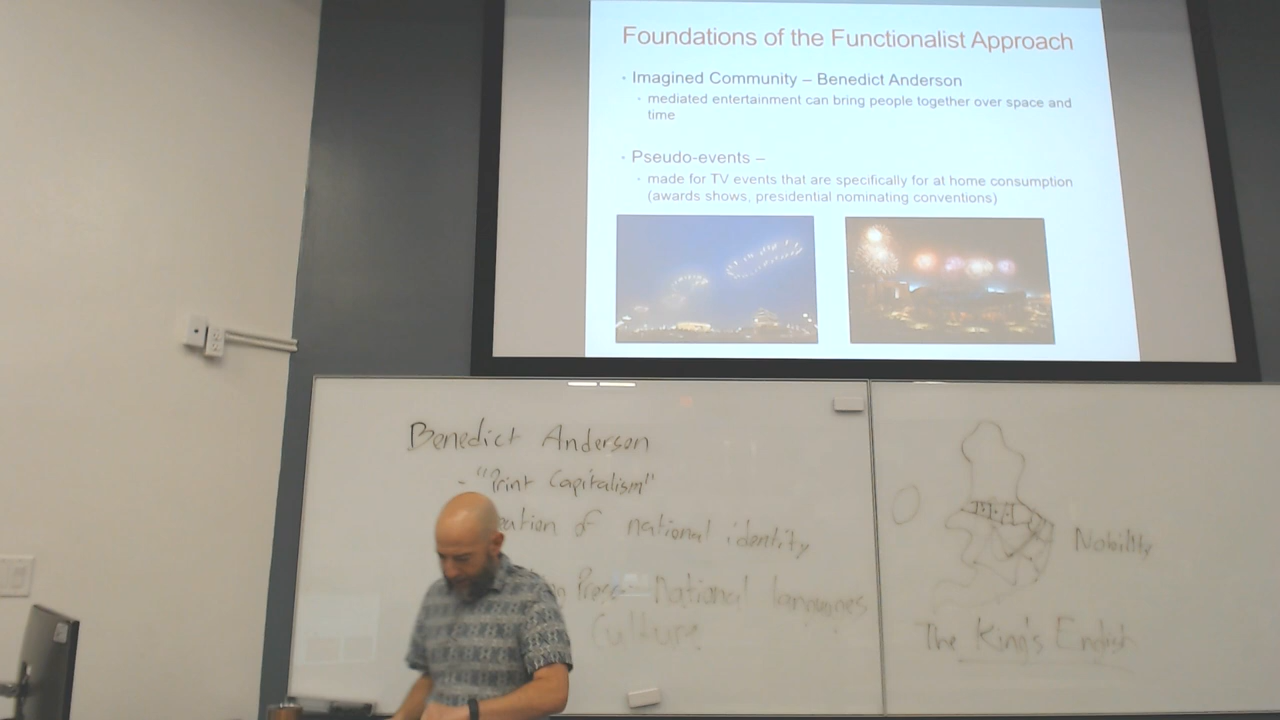 Foundations of the Functionalist Approach
• Imagined Community – Benedict Anderson
• mediated entertainment can bring people together over space and
time
• Pseudo-events –
• made for TV events that are specifically for at home consumption
(awards shows, presidential nominating conventions)
Benedict Anderson
- "Print Capitalism"
of national identity
National languages
Culture
Nobility
The King's English